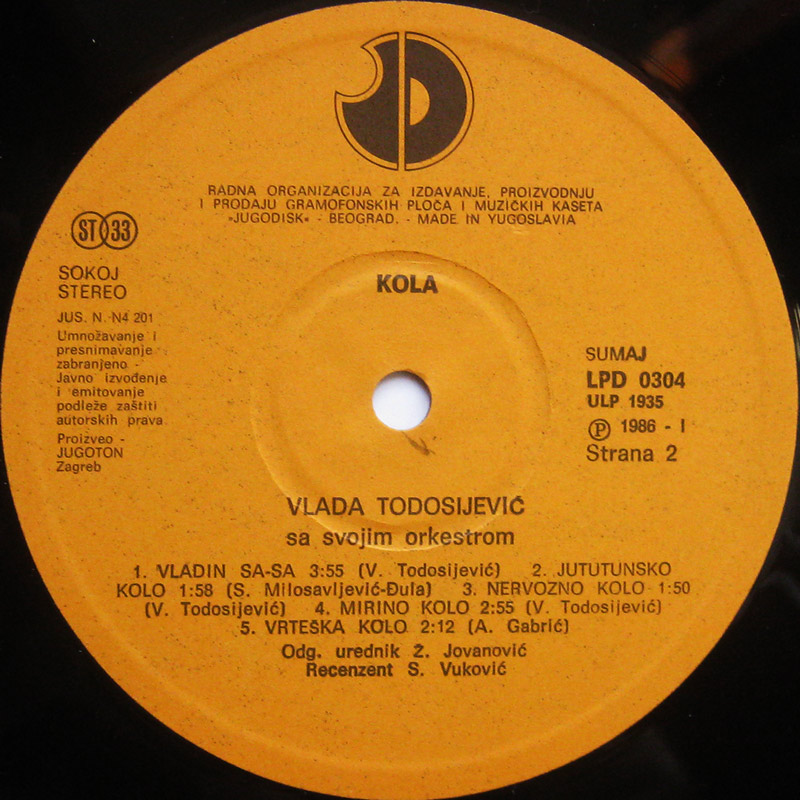 RADNA ORGANIZACIJA ZA IZDAVANJE, PROIZVODNJU
I PRODAJU GRAMOFONSKIH PLOČA I MUZIČKIH KASETA
»JUGODISK« - BEOGRAD. - MADE IN YUGOSLAVIA
ST 33
SOKOJ
STEREO
JUS. N. N4 201
Umnožavanje i
presnimavanje
zabranjeno -
Javno izvođenje
i emitovanje
podleže zaštiti
autorskih prava
Proizveo -
JUGOTON
Zagreb
KOLA
SUMAJ
LPD 0304
ULP 1935
Ⓟ 1986 - I
Strana 2
VLADA TODOSIJEVIĆ
sa svojim orkestrom
1. VLADIN SA-SA 3:55 (V. Todosijević) 2. JUTUTUNSKO
KOLO 1:58 (S. Milosavljević-Đula) 3. NERVOZNO KOLO 1:50
(V. Todosijević) 4. MIRINO KOLO 2:55 (V. Todosijević)
5. VRTEŠKA KOLO 2:12 (A. Gabrić)
Odg. urednik Ž. Jovanović
Recenzent S. Vuković